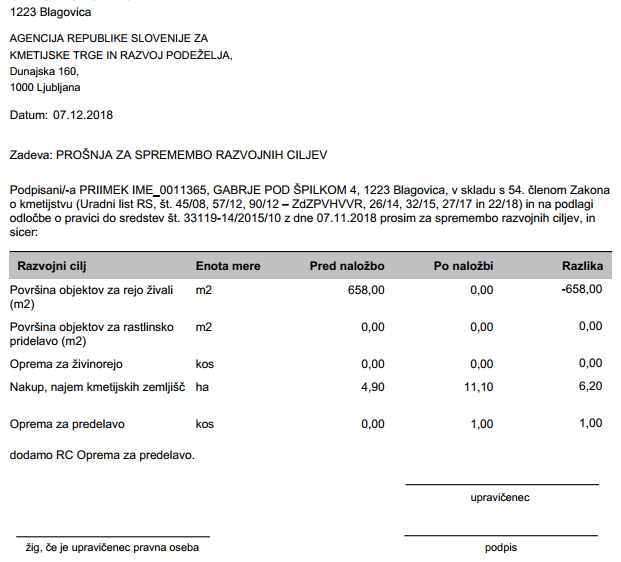 1223 Blagovica
AGENCIJA REPUBLIKE SLOVENIJE ZA
KMETIJSKE TRGE IN RAZVOJ PODEŽELJA,
Dunajska 160,
1000 Ljubljana
Datum: 07.12.2018
Zadeva: PROŠNJA ZA SPREMEMBO RAZVOJNIH CILJEV
Podpisani/-a PRIIMEK IME_0011365, GABRJE POD ŠPILKOM 4, 1223 Blagovica, v skladu s 54. členom Zakona
o kmetijstvu (Uradni list RS, št. 45/08, 57/12, 90/12 – ZdZPVHVVR, 26/14, 32/15, 27/17 in 22/18) in na podlagi
odločbe o pravici do sredstev št. 33119-14/2015/10 z dne 07.11.2018 prosim za spremembo razvojnih ciljev, in
sicer:
Razvojni cilj Enota mere Pred naložbo Po naložbi Razlika
Površina objektov za rejo živali m2 658,00 0,00 -658,00
(m2)
Površina objektov za rastlinsko m2 0,00 0,00 0,00
pridelavo (m2)
Oprema za živinorejo kos 0,00 0,00 0,00
Nakup, najem kmetijskih zemljišč ha 4,90 11,10 6,20
Oprema za predelavo kos 0,00 1,00 1,00
dodamo RC Oprema za predelavo.
upravičenec
žig, če je upravičenec pravna oseba podpis